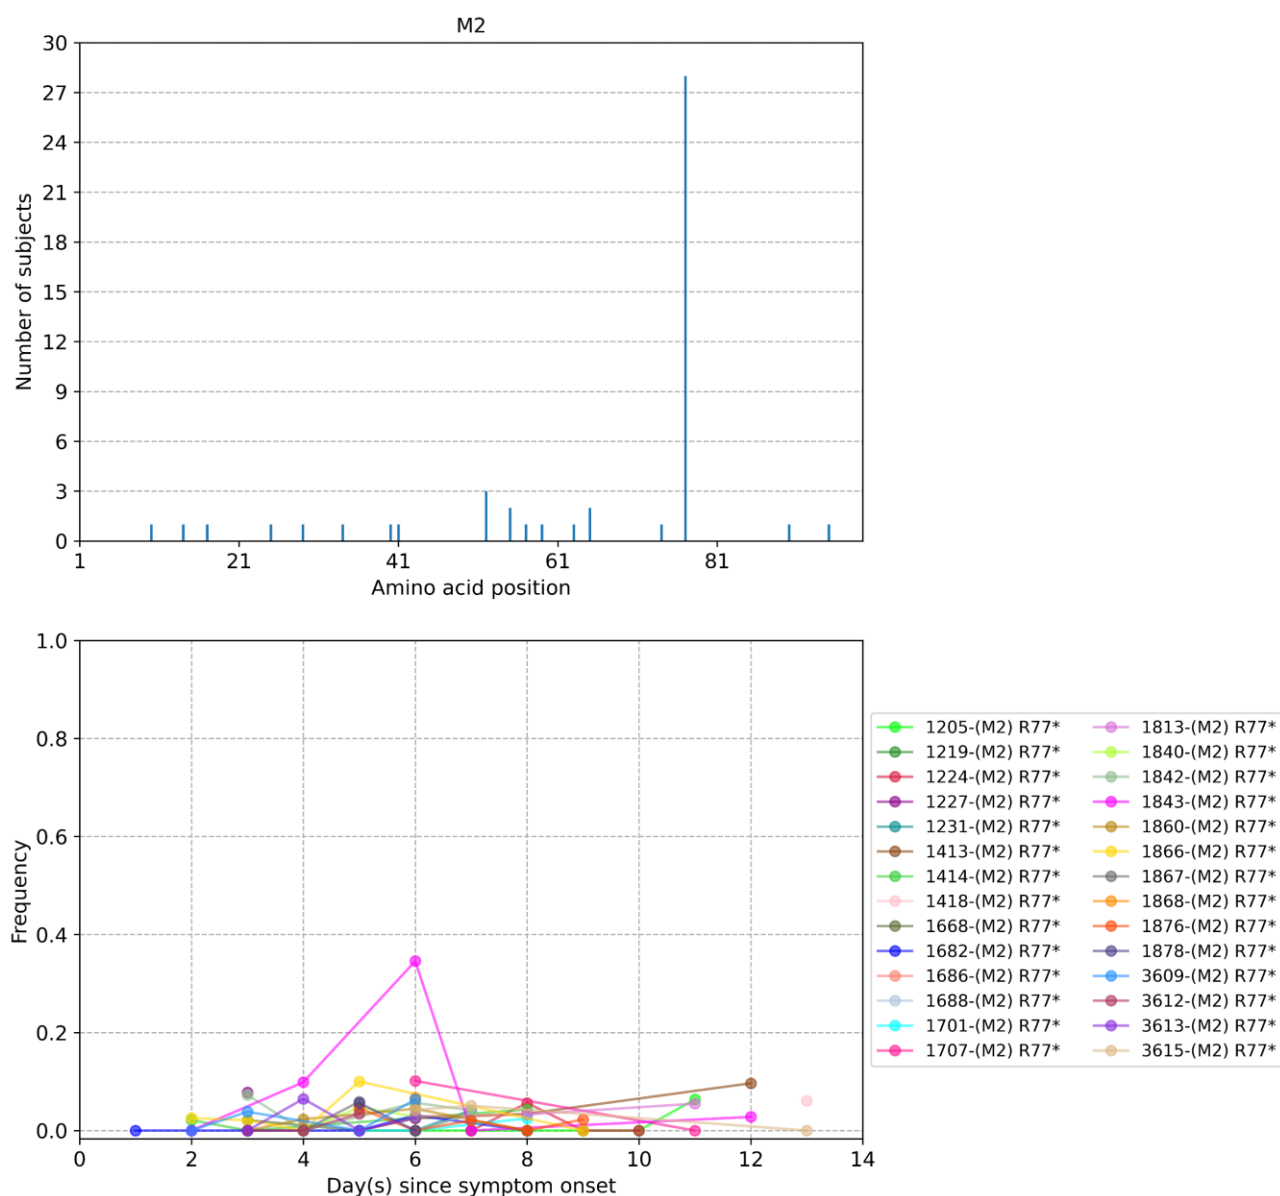 M2
30
27
24
21
18
15
12
9
6
3
0
Number of subjects
1 21 41 61 81
Amino acid position
1.0
0.8
0.6
0.4
0.2
0.0
Frequency
0 2 4 6 8 10 12 14
Day(s) since symptom onset
1205-(M2) R77*
1219-(M2) R77*
1224-(M2) R77*
1227-(M2) R77*
1231-(M2) R77*
1413-(M2) R77*
1414-(M2) R77*
1418-(M2) R77*
1668-(M2) R77*
1682-(M2) R77*
1686-(M2) R77*
1688-(M2) R77*
1701-(M2) R77*
1707-(M2) R77*
1813-(M2) R77*
1840-(M2) R77*
1842-(M2) R77*
1843-(M2) R77*
1860-(M2) R77*
1866-(M2) R77*
1867-(M2) R77*
1868-(M2) R77*
1876-(M2) R77*
1878-(M2) R77*
3609-(M2) R77*
3612-(M2) R77*
3613-(M2) R77*
3615-(M2) R77*